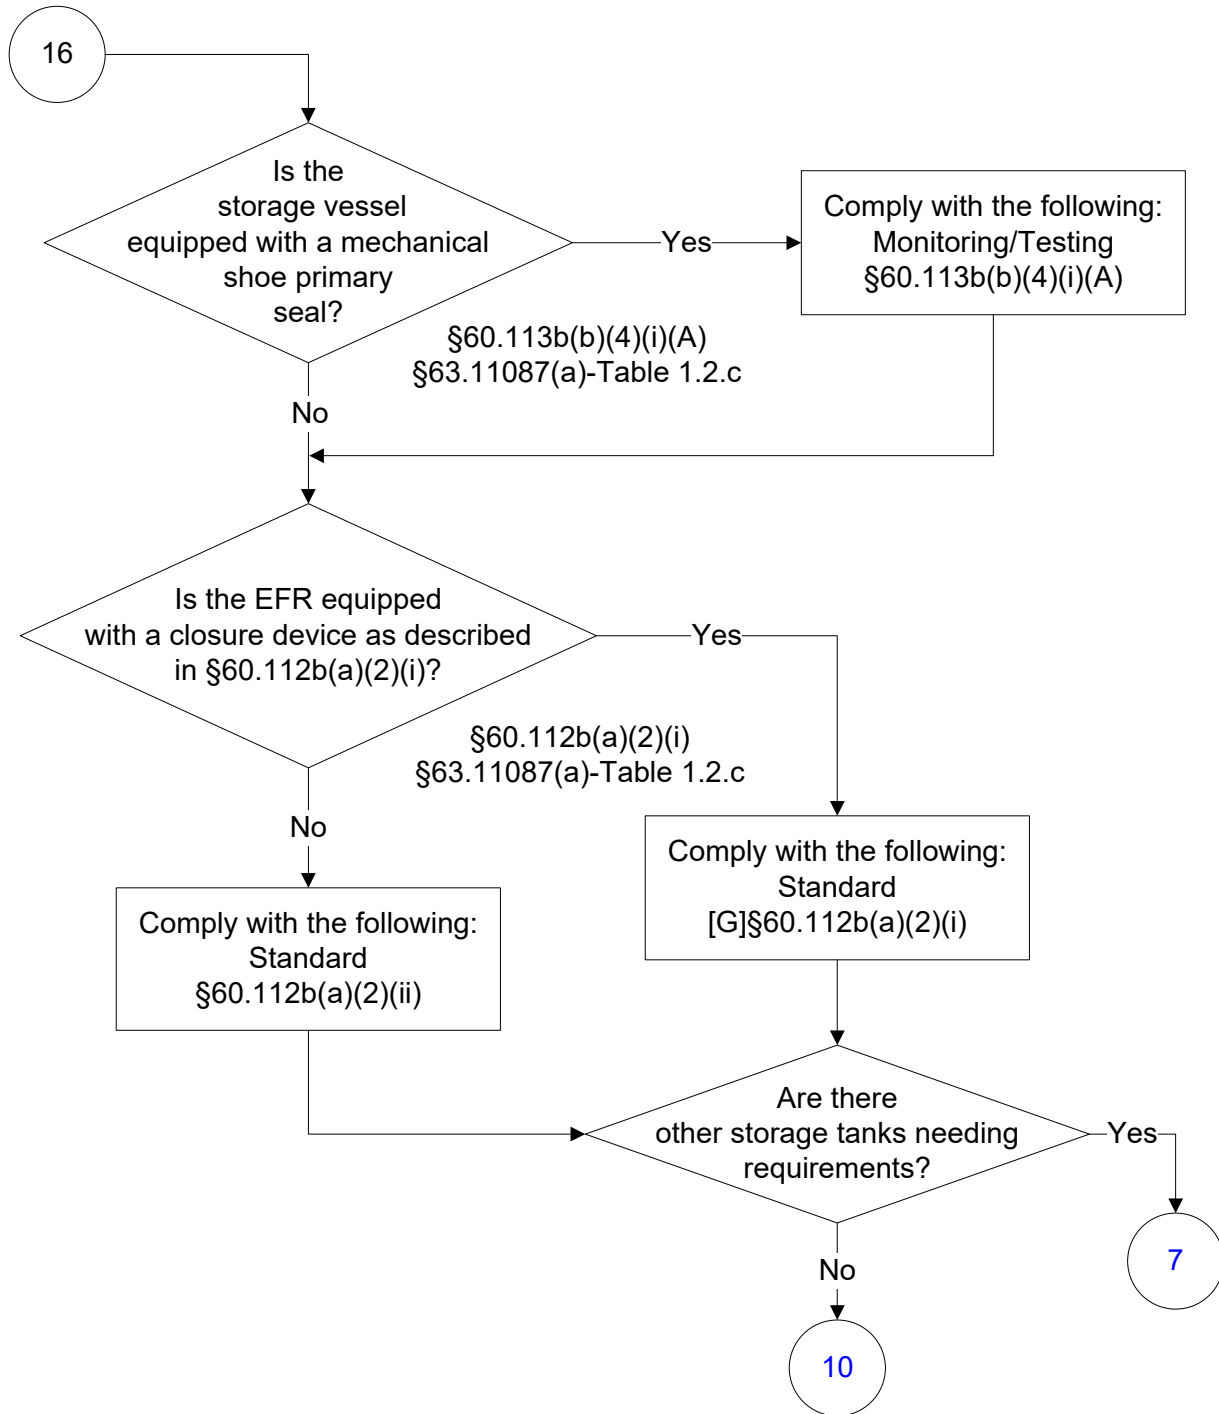 16
Is the
storage vessel
equipped with a mechanical
shoe primary
seal?
Yes
Comply with the following:
Monitoring/Testing
§60.113b(b)(4)(i)(A)
§60.113b(b)(4)(i)(A)
§63.11087(a)-Table 1.2.c
No
Is the EFR equipped
with a closure device as described
in §60.112b(a)(2)(i)?
Yes
§60.112b(a)(2)(i)
§63.11087(a)-Table 1.2.c
No
Comply with the following:
Standard
[G]§60.112b(a)(2)(i)
Comply with the following:
Standard
§60.112b(a)(2)(ii)
Are there
other storage tanks needing
requirements?
Yes
7
No
10